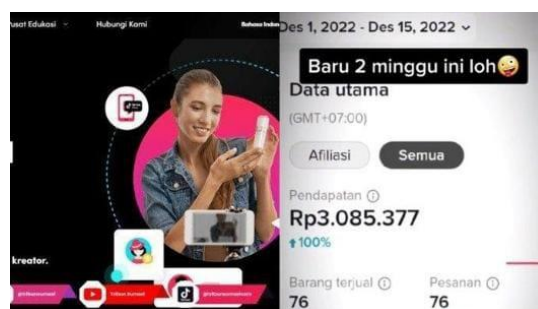 usat Edukasi
Hubungi Kami
Bahasa Indon
kreator.
Des 1, 2022 - Des 15, 2022
Baru 2 minggu ini loh🤪
Data utama
(GMT+07:00)
Afiliasi
Semua
Pendapatan
Rp3.085.377
100%
Barang terjual
Pesanan
76
76